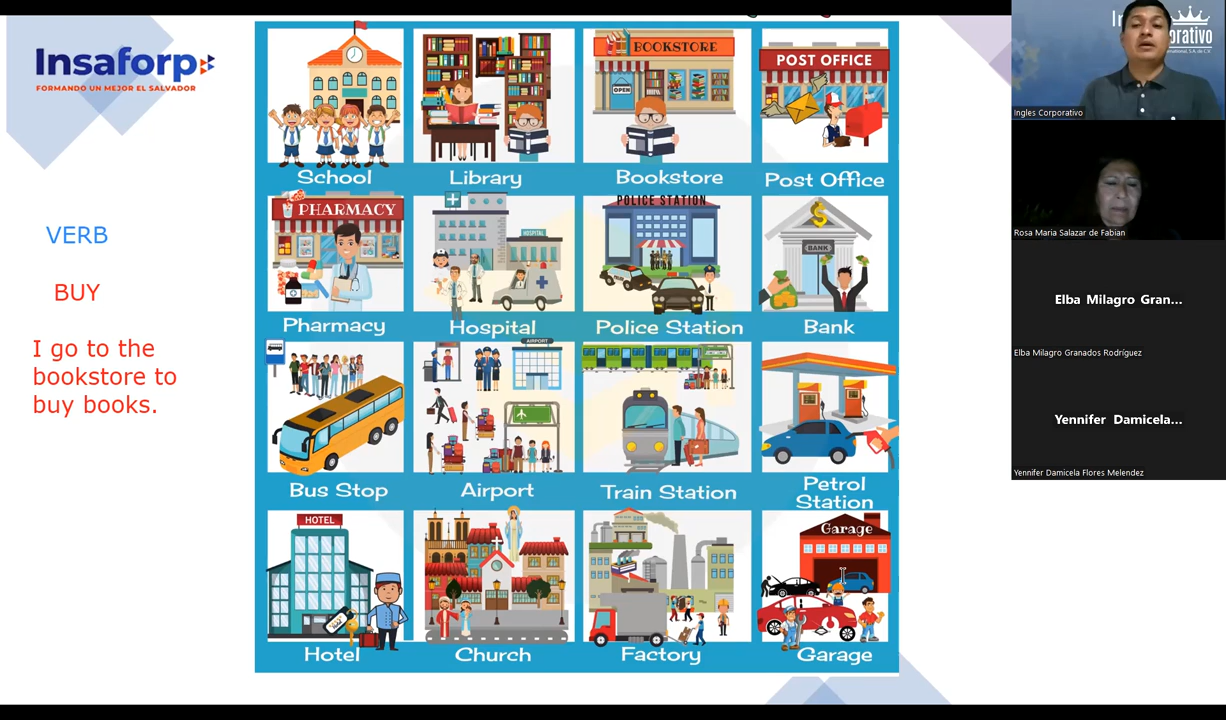 Insaforp
FORMANDO UN MEJOR EL SALVADOR
VERB
BUY
I go to the
bookstore to
buy books.
School
Library
BOOKSTORE
OPEN
Bookstore
POST OFFICE
Post Office
PHARMACY
Pharmacy
HOSPITAL
Hospital
POLICE STATION
Police Station
BANK
Bank
Bus Stop
AIRPORT
Airport
Train Station
Petrol
Station
HOTEL
Hotel
Church
Factory
Garage
Garage
orativo
Ingles Corporativo
Rosa Maria Salazar de Fabian
Elba Milagro Gran...
Elba Milagro Granados Rodríguez
Yennifer Damicela...
Yennifer Damicela Flores Melendez